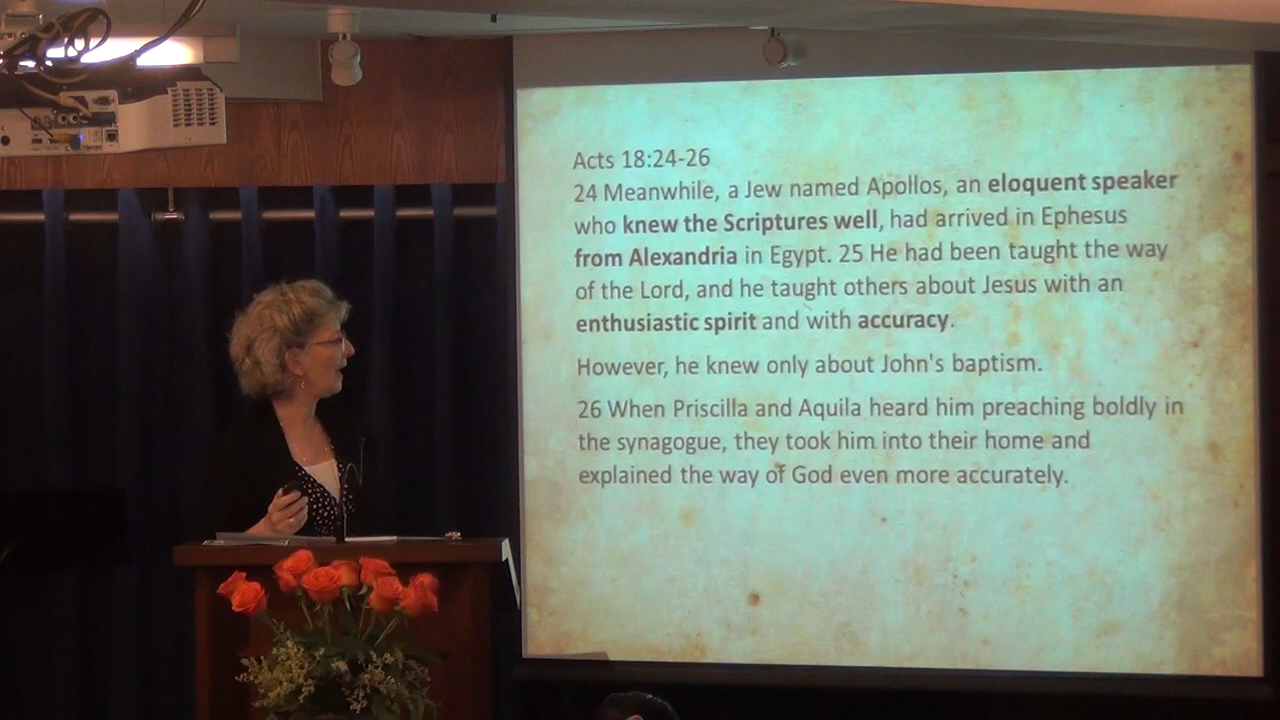 Acts 18:24-26
24 Meanwhile, a Jew named Apollos, an eloquent speaker
who knew the Scriptures well, had arrived in Ephesus
from Alexandria in Egypt. 25 He had been taught the way
of the Lord, and he taught others about Jesus with an
enthusiastic spirit and with accuracy.
However, he knew only about John's baptism.
26 When Priscilla and Aquila heard him preaching boldly in
the synagogue, they took him into their home and
explained the way of God even more accurately.